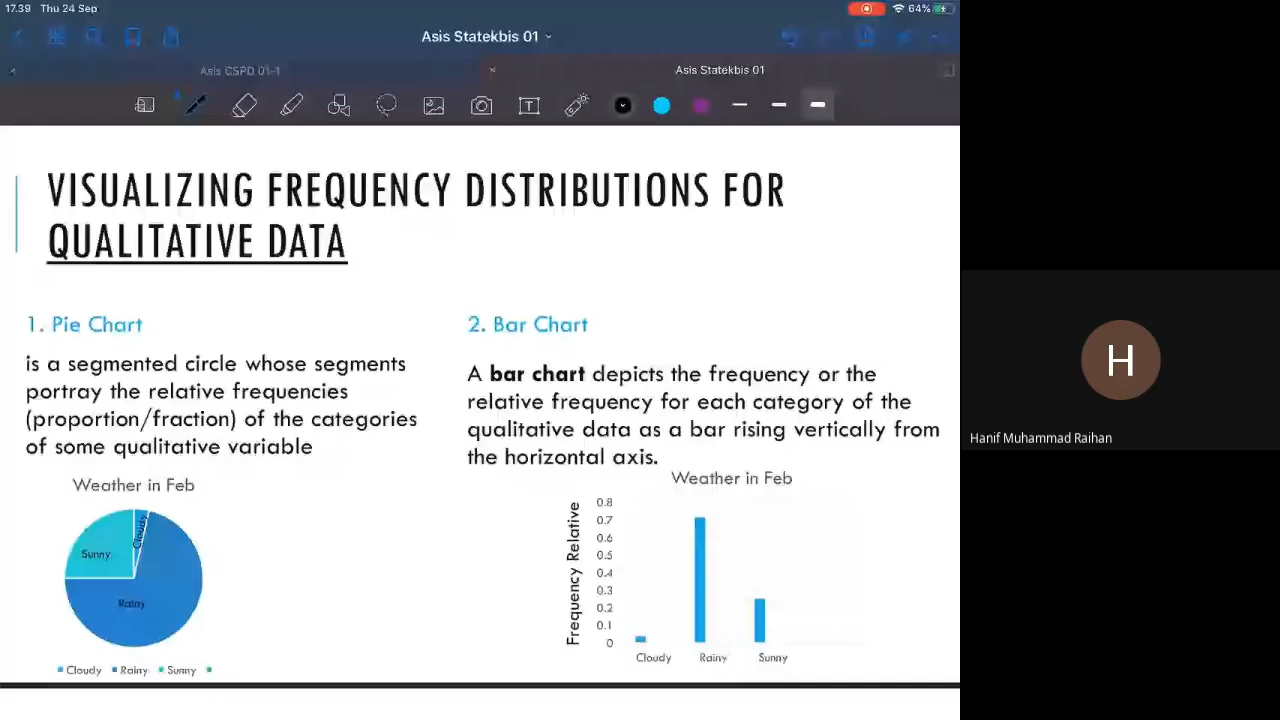 17.39 Thu 24 Sep
64%
Asis Statekbis 01
Asis CSPD 01-1
Asis Statekbis 01
T
VISUALIZING FREQUENCY DISTRIBUTIONS FOR
QUALITATIVE DATA
1. Pie Chart
is a segmented circle whose segments
portray the relative frequencies
(proportion/fraction) of the categories
of some qualitative variable
Weather in Feb
Cloudy
Sunny
Rainy
Cloudy Rainy Sunny
2. Bar Chart
A bar chart depicts the frequency or the
relative frequency for each category of the
qualitative data as a bar rising vertically from
the horizontal axis.
Weather in Feb
Frequency Relative
0.8
0.7
0.6
0.5
0.4
0.3
0.2
0.1
0
Cloudy Rainy Sunny
H
Hanif Muhammad Raihan